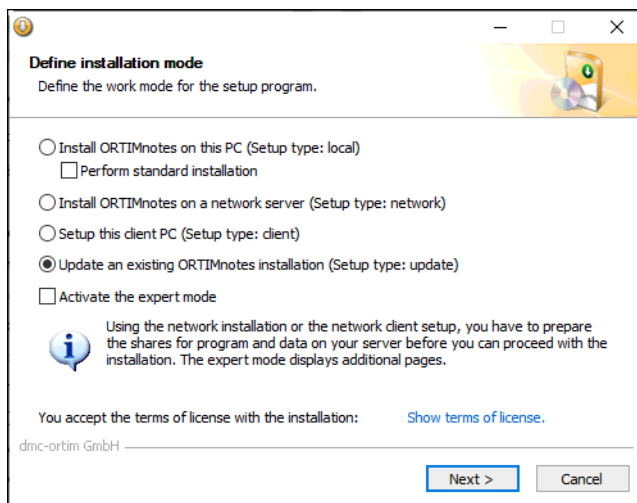 Define installation mode
Define the work mode for the setup program.
Install ORTIMnotes on this PC (Setup type: local)
Perform standard installation
Install ORTIMnotes on a network server (Setup type: network)
Setup this client PC (Setup type: client)
Update an existing ORTIMnotes installation (Setup type: update)
Activate the expert mode
Using the network installation or the network client setup, you have to prepare
the shares for program and data on your server before you can proceed with the
installation. The expert mode displays additional pages.
You accept the terms of license with the installation: Show terms of license.
dmc-ortim GmbH
Next > Cancel